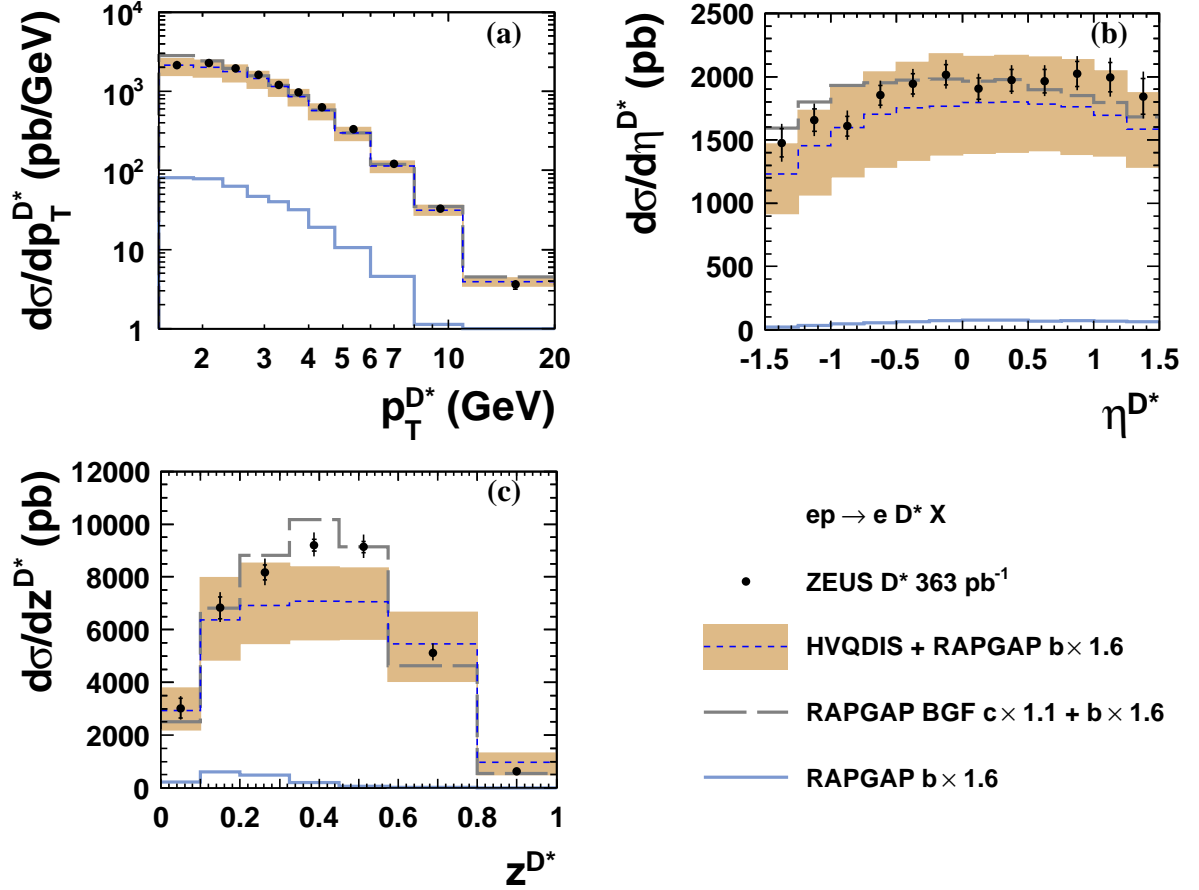 (a)
dσ/dp_T^{D*} (pb/GeV)
10^4
10^3
10^2
10
1
2 3 4 5 6 7 10 20
p_T^{D*} (GeV)
(b)
dσ/dη^{D*} (pb)
2500
2000
1500
1000
500
0
-1.5 -1 -0.5 0 0.5 1 1.5
η^{D*}
(c)
dσ/dz^{D*} (pb)
12000
10000
8000
6000
4000
2000
0
0 0.2 0.4 0.6 0.8 1
z^{D*}
ep → e D* X
ZEUS D* 363 pb^{-1}
HVQDIS + RAPGAP b × 1.6
RAPGAP BGF c × 1.1 + b × 1.6
RAPGAP b × 1.6